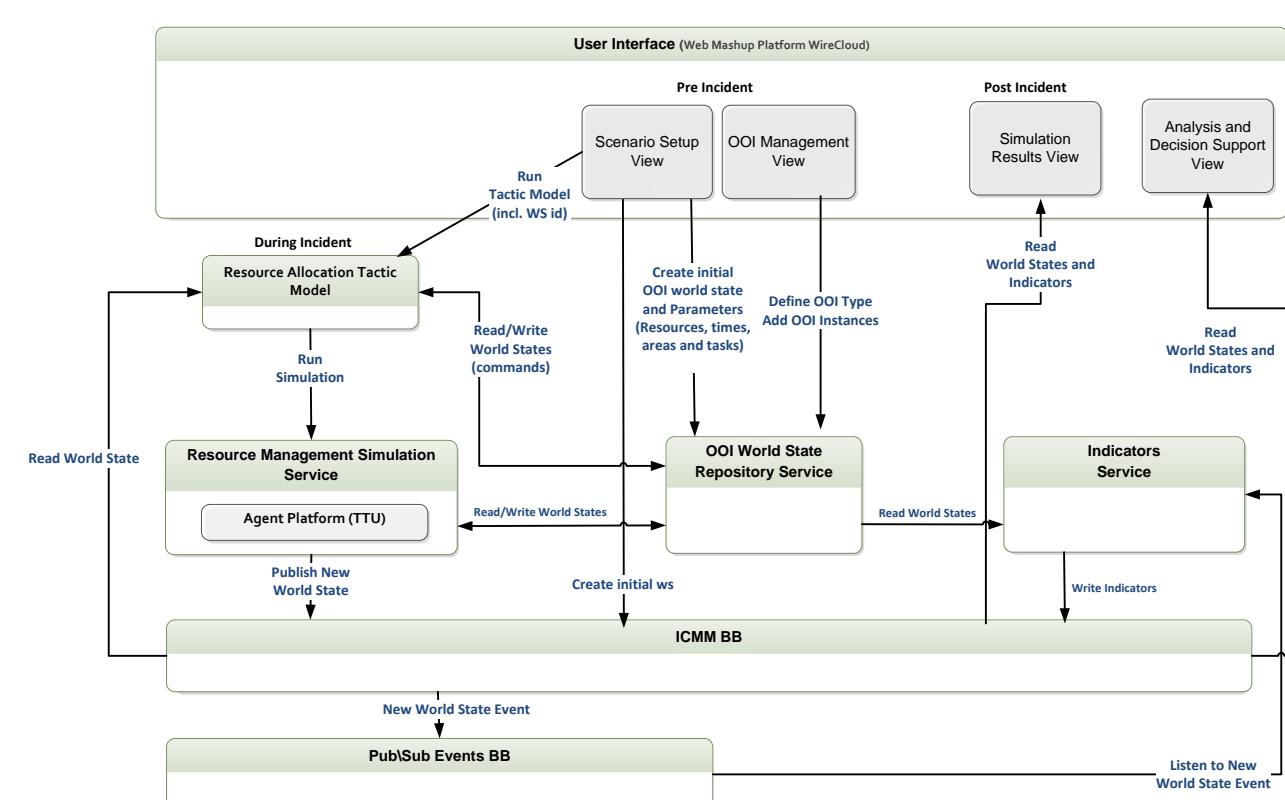 User Interface (Web Mashup Platform WireCloud)
Pre Incident
Post Incident
Scenario Setup
View
OOI Management
View
Simulation
Results View
Analysis and
Decision Support
View
Run
Tactic Model
(incl. WS id)
During Incident
Resource Allocation Tactic
Model
Create initial
OOI world state
and Parameters
(Resources, times,
areas and tasks)
Define OOI Type
Add OOI Instances
Read
World States and
Indicators
Read
World States and
Indicators
Read/Write
World States
(commands)
Run
Simulation
Read World State
Resource Management Simulation
Service
Agent Platform (TTU)
OOI World State
Repository Service
Indicators
Service
Read/Write World States
Read World States
Publish New
World State
Create initial ws
Write Indicators
ICMM BB
New World State Event
Pub\Sub Events BB
Listen to New
World State Event